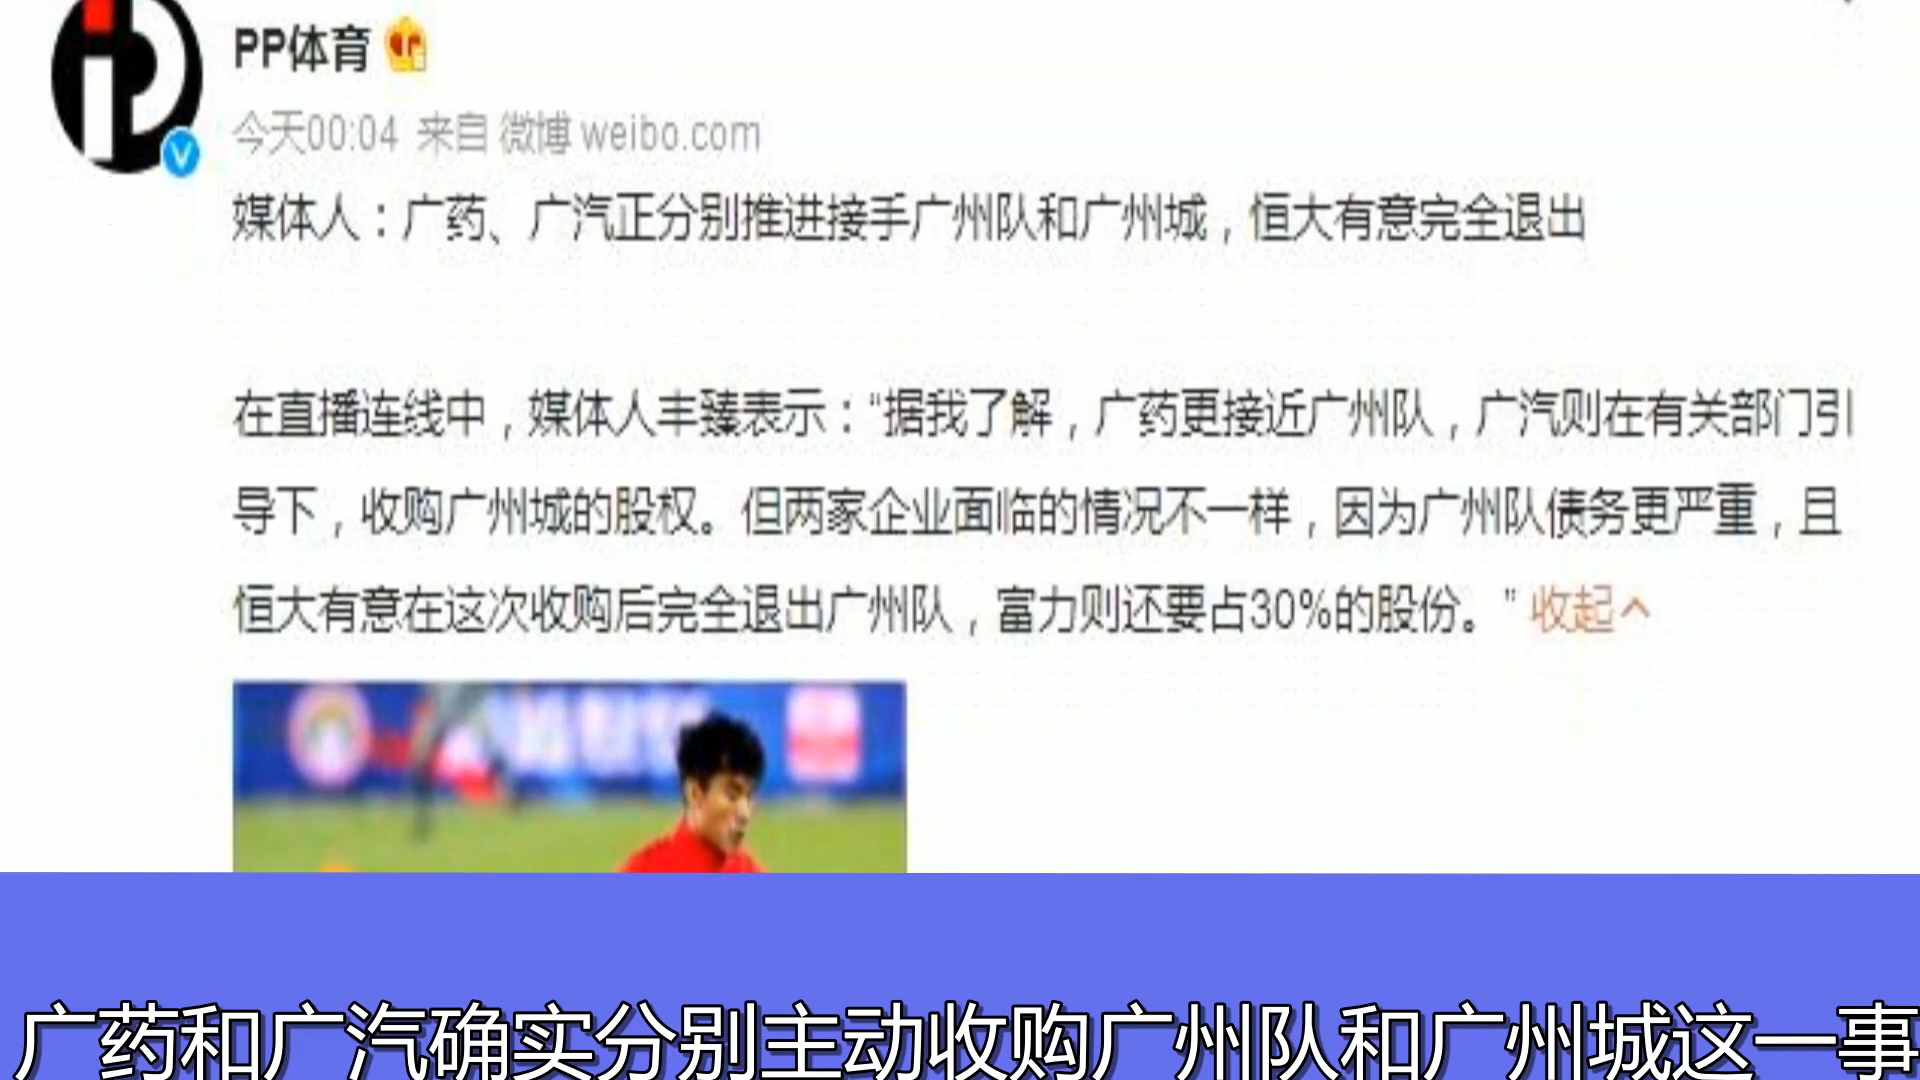 PP体育
今天00:04 来自 微博 weibo.com
媒体人：广药、广汽正分别推进接手广州队和广州城，恒大有意完全退出
在直播连线中，媒体人丰臻表示："据我了解，广药更接近广州队，广汽则在有关部门引
导下，收购广州城的股权。但两家企业面临的情况不一样，因为广州队债务更严重，且
恒大有意在这次收购后完全退出广州队，富力则还要占30%的股份。" 收起
广药和广汽确实分别主动收购广州队和广州城这一事